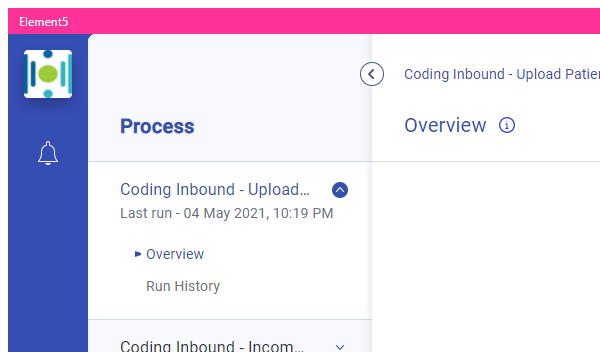 Element5
Process
Coding Inbound - Upload...
Last run - 04 May 2021, 10:19 PM
Overview
Run History
Coding Inbound - Incom...
Coding Inbound - Upload
Overview